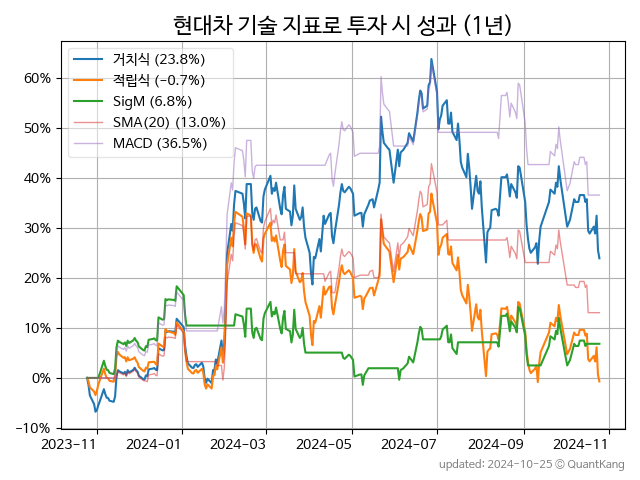 현대차 기술 지표로 투자 시 성과 (1년)
거치식 (23.8%)
적립식 (−0.7%)
SigM (6.8%)
SMA(20) (13.0%)
MACD (36.5%)
60%
50%
40%
30%
20%
10%
0%
−10%
2023-11 2024-01 2024-03 2024-05 2024-07 2024-09 2024-11
updated: 2024-10-25 ⓒ QuantKang